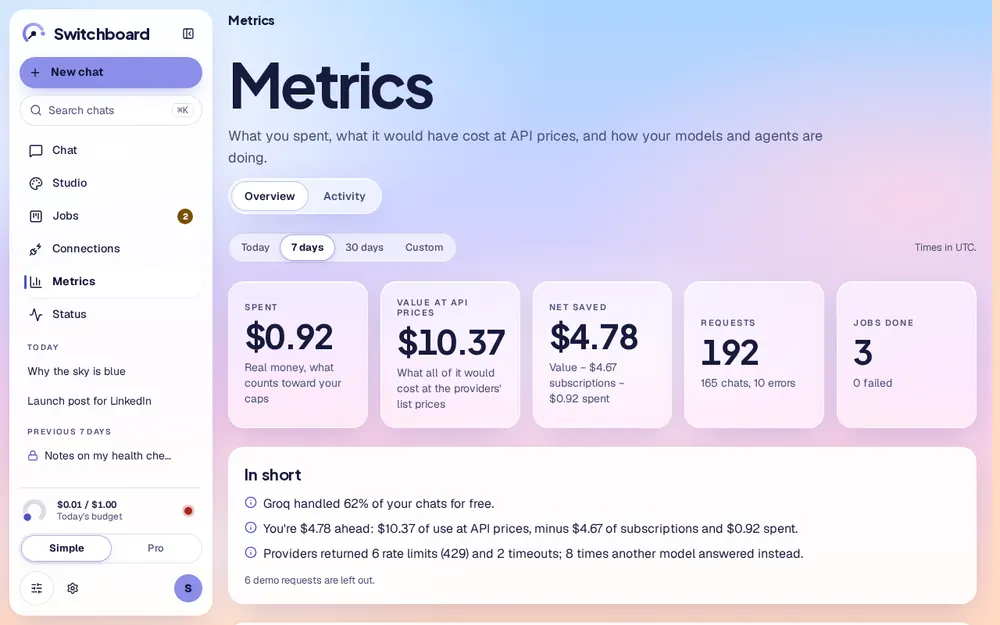 Switchboard
New chat
Search chats
⌘K
Chat
Studio
Jobs
2
Connections
Metrics
Status
TODAY
Why the sky is blue
Launch post for LinkedIn
PREVIOUS 7 DAYS
Notes on my health che…
$0.01 / $1.00
Today's budget
Simple
Pro
S
Metrics
Metrics
What you spent, what it would have cost at API prices, and how your models and agents are
doing.
Overview
Activity
Today
7 days
30 days
Custom
Times in UTC.
SPENT
$0.92
Real money, what
counts toward your
caps
VALUE AT API
PRICES
$10.37
What all of it would
cost at the providers'
list prices
NET SAVED
$4.78
Value − $4.67
subscriptions −
$0.92 spent
REQUESTS
192
165 chats, 10 errors
JOBS DONE
3
0 failed
In short
Groq handled 62% of your chats for free.
You're $4.78 ahead: $10.37 of use at API prices, minus $4.67 of subscriptions and $0.92 spent.
Providers returned 6 rate limits (429) and 2 timeouts; 8 times another model answered instead.
6 demo requests are left out.